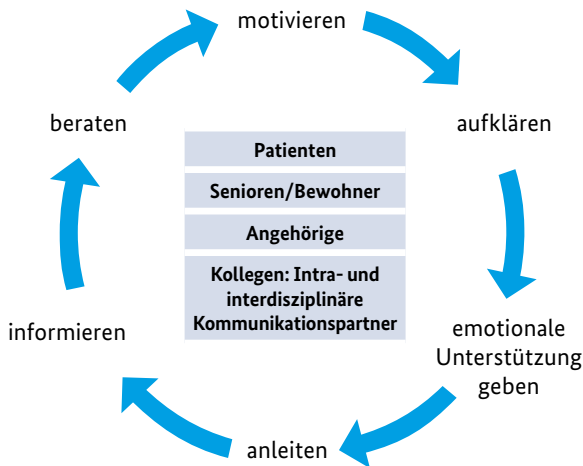 motivieren
aufklären
emotionale
Unterstützung
geben
anleiten
informieren
beraten
Patienten
Senioren/Bewohner
Angehörige
Kollegen: Intra- und
interdisziplinäre
Kommunikationspartner